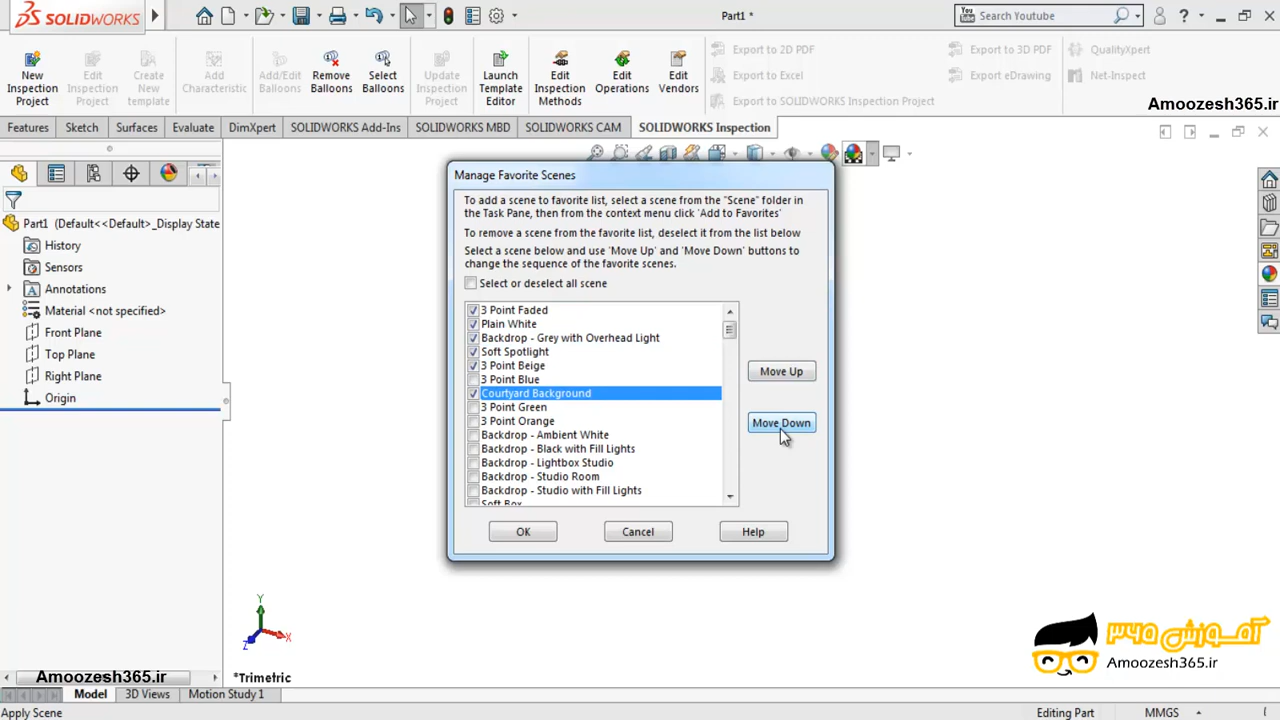 SOLIDWORKS
Part1 *
Search Youtube
New Inspection Project
Edit Inspection Project
Create New template
Add Characteristic
Add/Edit Balloons
Remove Balloons
Select Balloons
Update Inspection Project
Launch Template Editor
Edit Inspection Methods
Edit Operations
Edit Vendors
Export to 2D PDF
Export to Excel
Export to SOLIDWORKS Inspection Project
Export to 3D PDF
Export eDrawing
QualityXpert
Net-Inspect
Amoozesh365.ir
Features
Sketch
Surfaces
Evaluate
DimXpert
SOLIDWORKS Add-Ins
SOLIDWORKS MBD
SOLIDWORKS CAM
SOLIDWORKS Inspection
Part1 (Default<<Default>_Display State
History
Sensors
Annotations
Material <not specified>
Front Plane
Top Plane
Right Plane
Origin
Manage Favorite Scenes
To add a scene to favorite list, select a scene from the "Scene" folder in
the Task Pane, then from the context menu click 'Add to Favorites'
To remove a scene from the favorite list, deselect it from the list below
Select a scene below and use 'Move Up' and 'Move Down' buttons to
change the sequence of the favorite scenes.
Select or deselect all scene
3 Point Faded
Plain White
Backdrop - Grey with Overhead Light
Soft Spotlight
3 Point Beige
3 Point Blue
Courtyard Background
3 Point Green
3 Point Orange
Backdrop - Ambient White
Backdrop - Black with Fill Lights
Backdrop - Lightbox Studio
Backdrop - Studio Room
Backdrop - Studio with Fill Lights
Soft Box
Move Up
Move Down
OK
Cancel
Help
Y
X
Z
*Trimetric
آموزش ۳۶۵
Amoozesh365.ir
Amoozesh365.ir
Model
3D Views
Motion Study 1
Apply Scene
Editing Part
MMGS